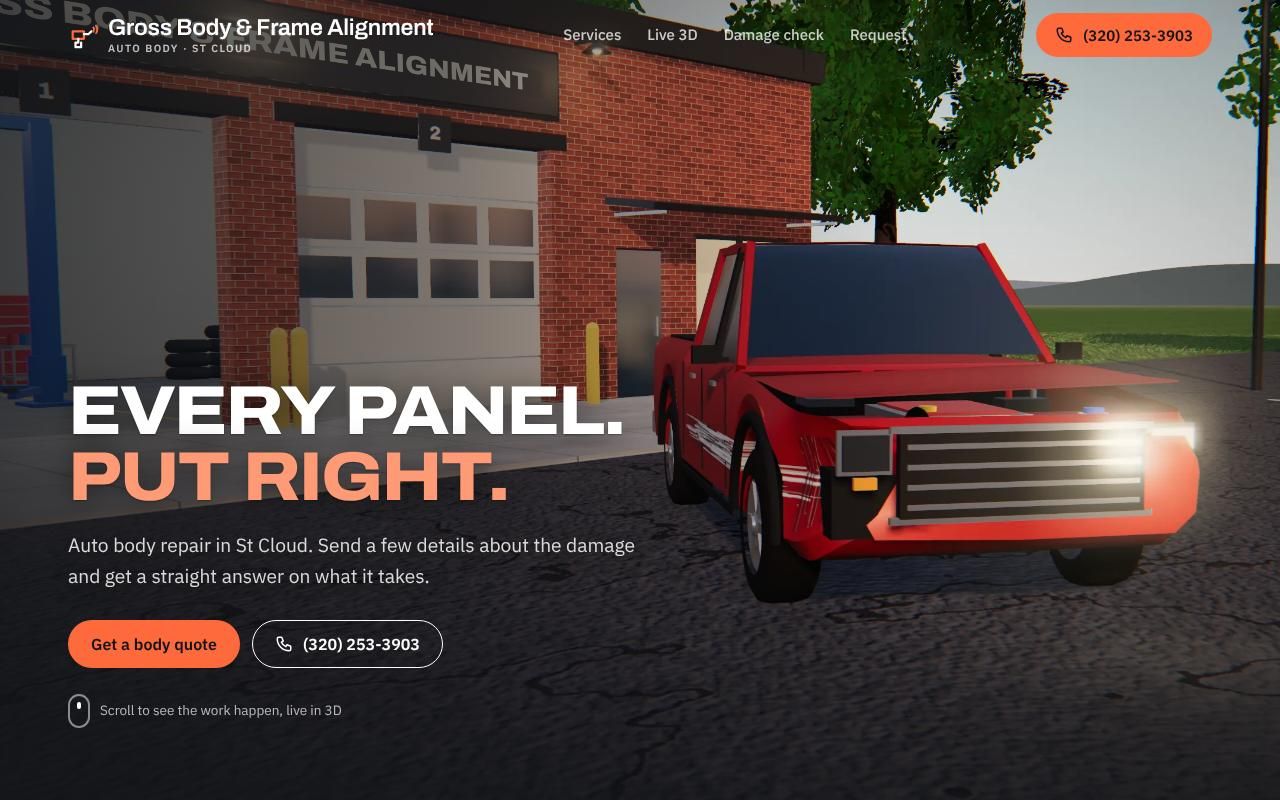 Gross Body & Frame Alignment
AUTO BODY · ST CLOUD
Services
Live 3D
Damage check
Request
(320) 253-3903
FRAME ALIGNMENT
1
2
EVERY PANEL.
PUT RIGHT.
Auto body repair in St Cloud. Send a few details about the damage
and get a straight answer on what it takes.
Get a body quote
(320) 253-3903
Scroll to see the work happen, live in 3D